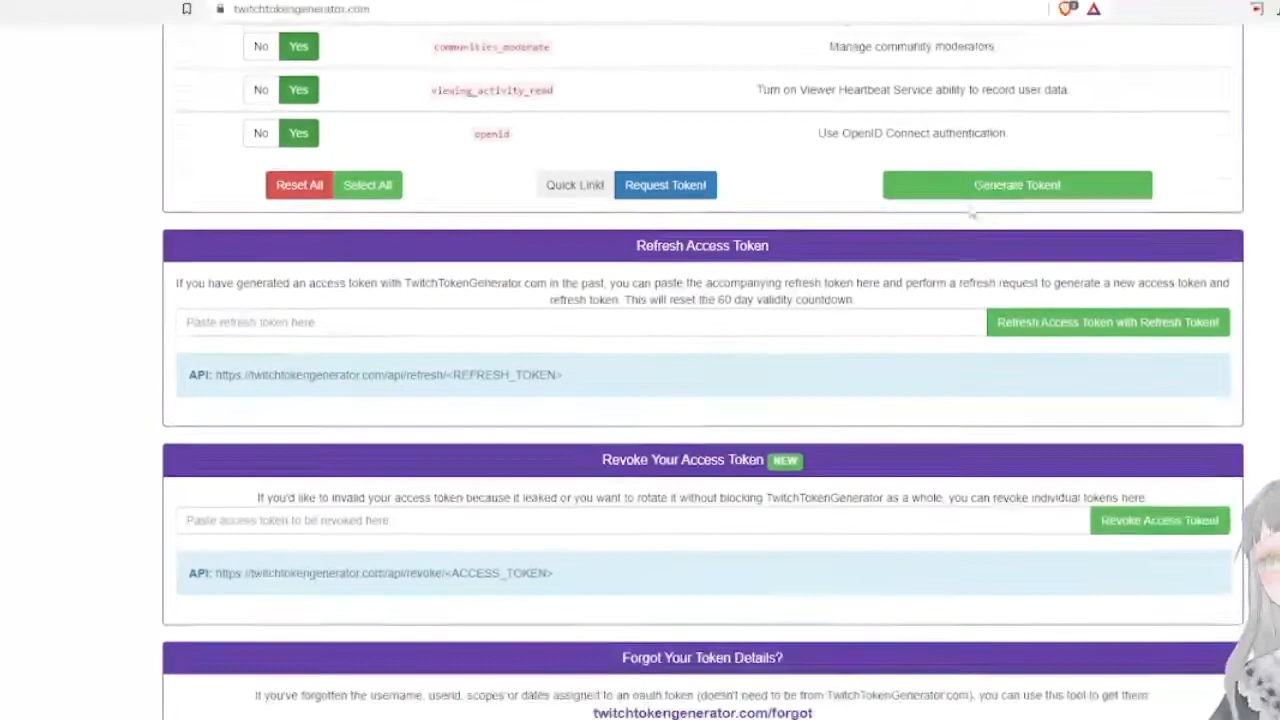 twitchtokengenerator.com
No Yes communities_moderate Manage community moderators.
No Yes viewing_activity_read Turn on Viewer Heartbeat Service ability to record user data.
No Yes openid Use OpenID Connect authentication.
Reset All Select All Quick Link! Request Token! Generate Token!
Refresh Access Token
If you have generated an access token with TwitchTokenGenerator.com in the past, you can paste the accompanying refresh token here and perform a refresh request to generate a new access token and
refresh token. This will reset the 60 day validity countdown.
Paste refresh token here Refresh Access Token with Refresh Token!
API: https://twitchtokengenerator.com/api/refresh/<REFRESH_TOKEN>
Revoke Your Access Token NEW
If you'd like to invalid your access token because it leaked or you want to rotate it without blocking TwitchTokenGenerator as a whole, you can revoke individual tokens here.
Paste access token to be revoked here Revoke Access Token!
API: https://twitchtokengenerator.com/api/revoke/<ACCESS_TOKEN>
Forgot Your Token Details?
If you've forgotten the username, userid, scopes or dates assigned to an oauth token (doesn't need to be from TwitchTokenGenerator.com), you can use this tool to get them:
twitchtokengenerator.com/forgot